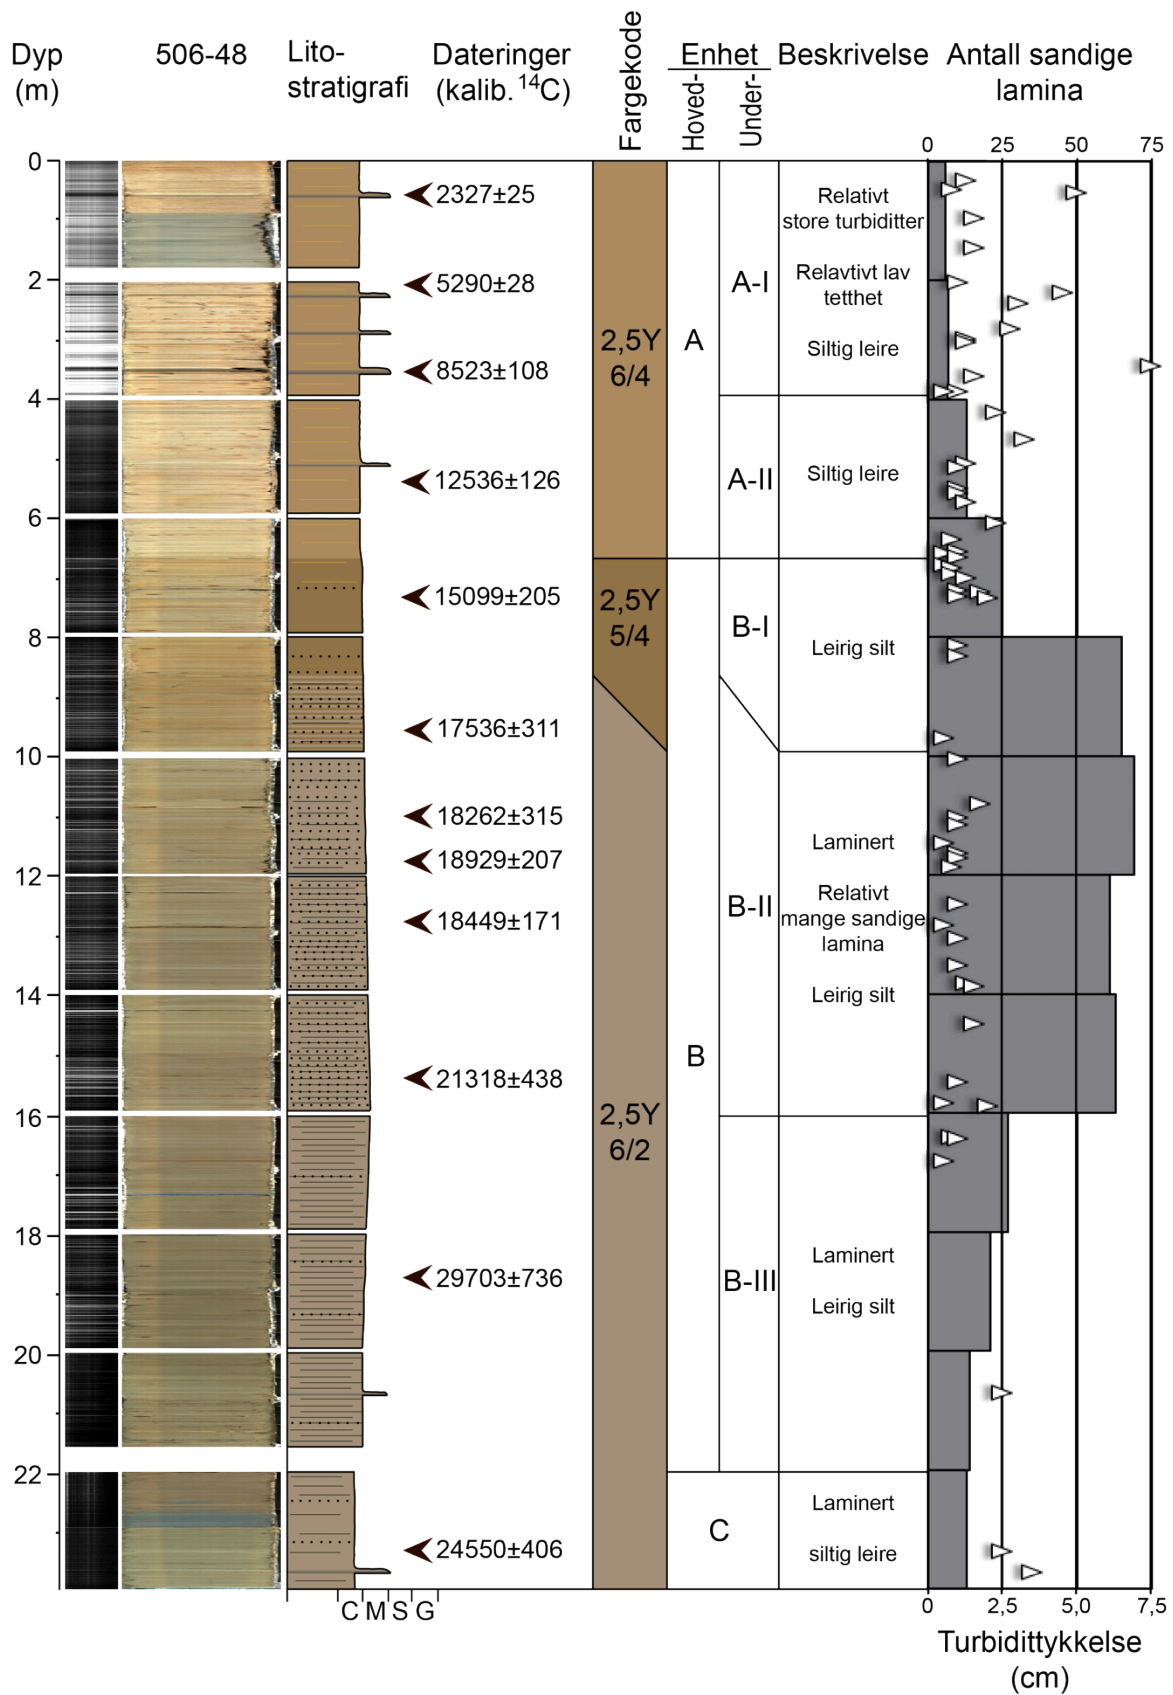 Dyp
(m)
506-48
Lito-
stratigrafi
Dateringer
(kalib. ¹⁴C)
Fargekode
Enhet
Hoved-
Under-
Beskrivelse
Antall sandige
lamina
0 25 50 75
0
2
4
6
8
10
12
14
16
18
20
22
2327±25
5290±28
8523±108
12536±126
15099±205
17536±311
18262±315
18929±207
18449±171
21318±438
29703±736
24550±406
2,5Y
6/4
2,5Y
5/4
2,5Y
6/2
A
B
C
A-I
A-II
B-I
B-II
B-III
Relativt
store turbiditter
Relavtivt lav
tetthet
Siltig leire
Siltig leire
Leirig silt
Laminert
Relativt
mange sandige
lamina
Leirig silt
Laminert
Leirig silt
Laminert
siltig leire
C M S G
0 2,5 5,0 7,5
Turbidittykkelse
(cm)